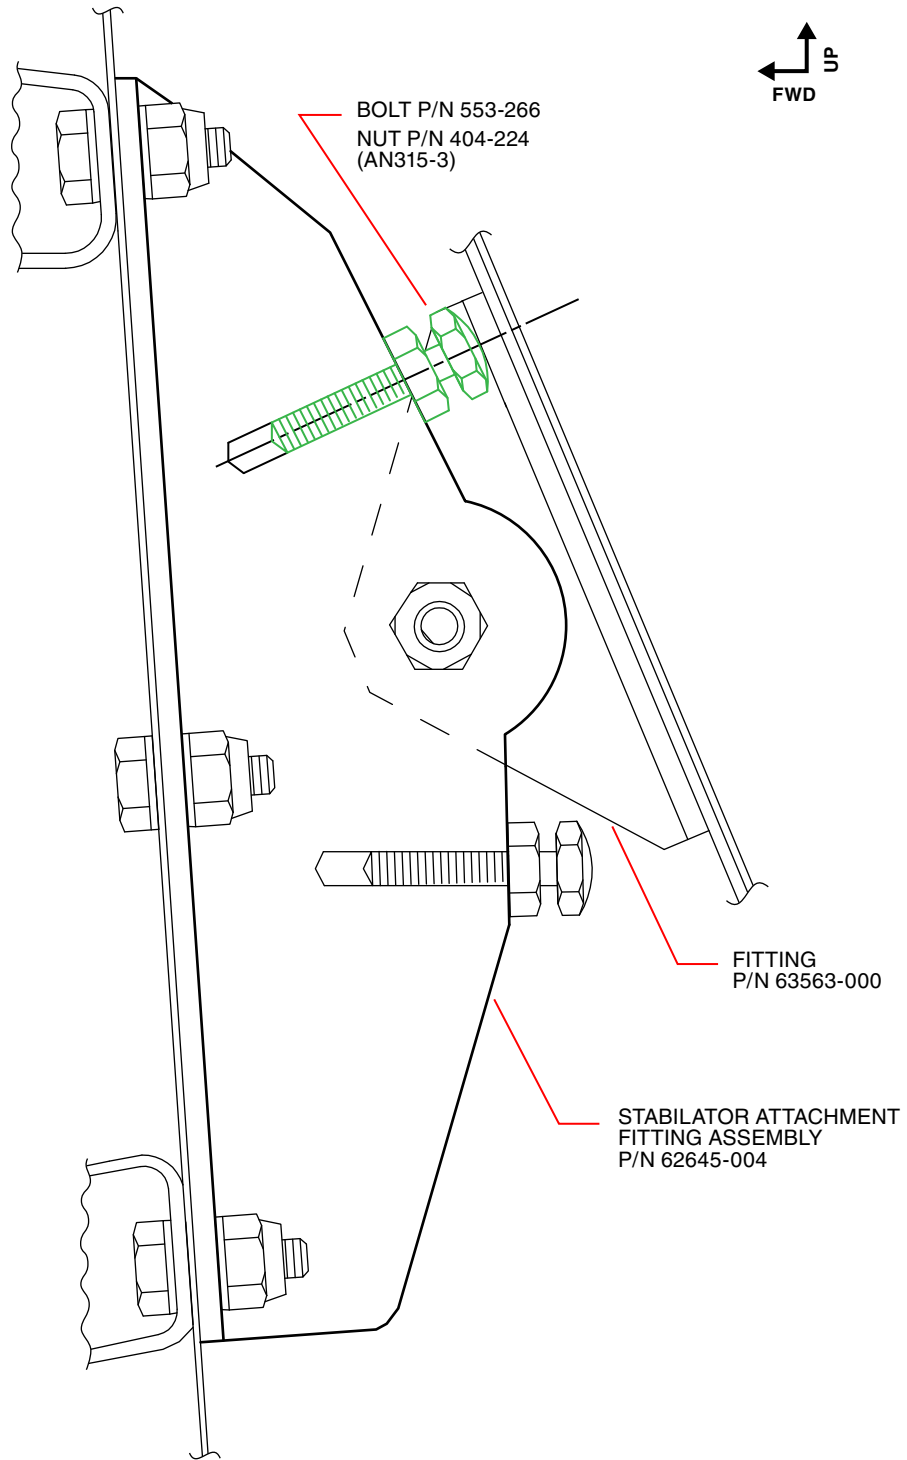 UP
FWD
BOLT P/N 553-266
NUT P/N 404-224
(AN315-3)
FITTING
P/N 63563-000
STABILATOR ATTACHMENT
FITTING ASSEMBLY
P/N 62645-004